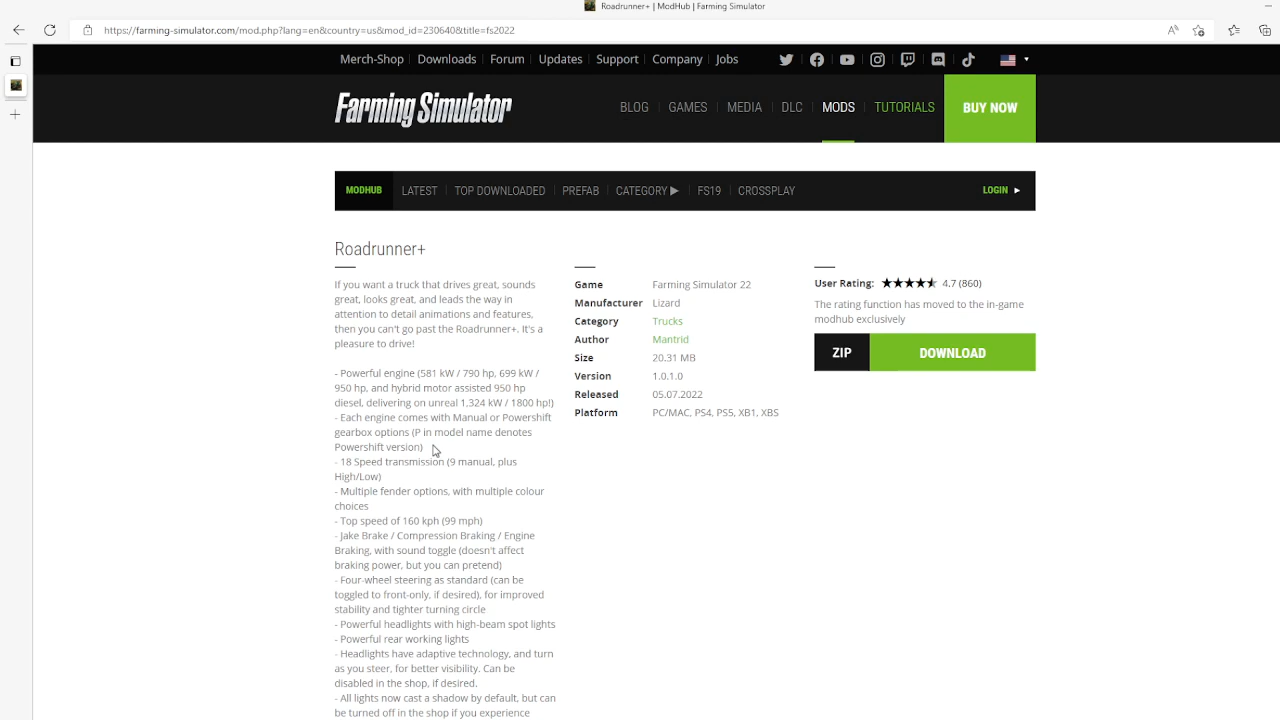 Roadrunner+ | ModHub | Farming Simulator
https://farming-simulator.com/mod.php?lang=en&country=us&mod_id=230640&title=fs2022
Merch-Shop Downloads Forum Updates Support Company Jobs
Farming Simulator
BLOG GAMES MEDIA DLC MODS TUTORIALS BUY NOW
MODHUB LATEST TOP DOWNLOADED PREFAB CATEGORY ▶ FS19 CROSSPLAY LOGIN ▶
Roadrunner+
If you want a truck that drives great, sounds
great, looks great, and leads the way in
attention to detail animations and features,
then you can't go past the Roadrunner+. It's a
pleasure to drive!
- Powerful engine (581 kW / 790 hp, 699 kW /
950 hp, and hybrid motor assisted 950 hp
diesel, delivering on unreal 1,324 kW / 1800 hp!)
- Each engine comes with Manual or Powershift
gearbox options (P in model name denotes
Powershift version)
- 18 Speed transmission (9 manual, plus
High/Low)
- Multiple fender options, with multiple colour
choices
- Top speed of 160 kph (99 mph)
- Jake Brake / Compression Braking / Engine
Braking, with sound toggle (doesn't affect
braking power, but you can pretend)
- Four-wheel steering as standard (can be
toggled to front-only, if desired), for improved
stability and tighter turning circle
- Powerful headlights with high-beam spot lights
- Powerful rear working lights
- Headlights have adaptive technology, and turn
as you steer, for better visibility. Can be
disabled in the shop, if desired.
- All lights now cast a shadow by default, but can
be turned off in the shop if you experience
Game Farming Simulator 22
Manufacturer Lizard
Category Trucks
Author Mantrid
Size 20.31 MB
Version 1.0.1.0
Released 05.07.2022
Platform PC/MAC, PS4, PS5, XB1, XBS
User Rating: 4.7 (860)
The rating function has moved to the in-game
modhub exclusively
ZIP DOWNLOAD